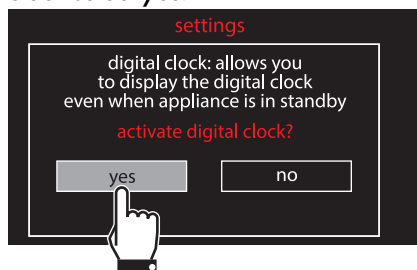 settings
digital clock: allows you
to display the digital clock
even when appliance is in standby
activate digital clock?
yes
no